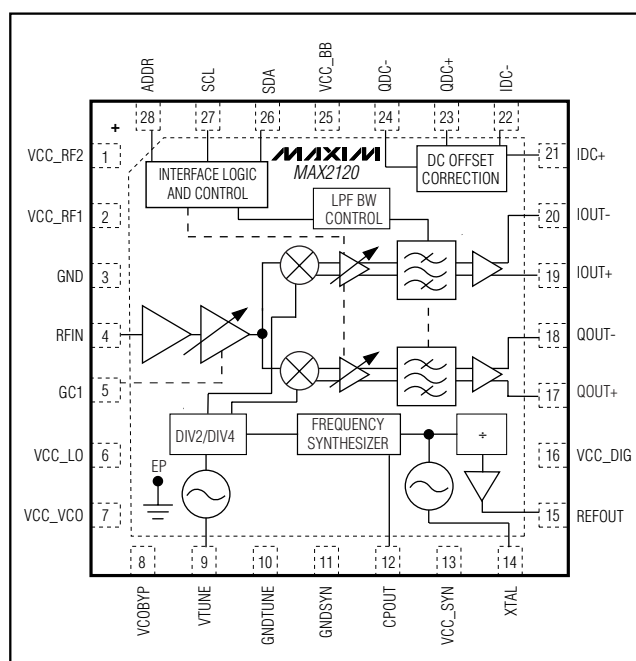 ADDR
SCL
SDA
VCC_BB
QDC-
QDC+
IDC-
28
27
26
25
24
23
22
+
VCC_RF2
1
VCC_RF1
2
GND
3
RFIN
4
GC1
5
VCC_LO
6
VCC_VCO
7
INTERFACE LOGIC
AND CONTROL
MAXIM
MAX2120
LPF BW
CONTROL
DC OFFSET
CORRECTION
21
IDC+
20
IOUT-
19
IOUT+
18
QOUT-
17
QOUT+
16
VCC_DIG
15
REFOUT
DIV2/DIV4
FREQUENCY
SYNTHESIZER
÷
EP
8
9
10
11
12
13
14
VCOBYP
VTUNE
GNDTUNE
GNDSYN
CPOUT
VCC_SYN
XTAL